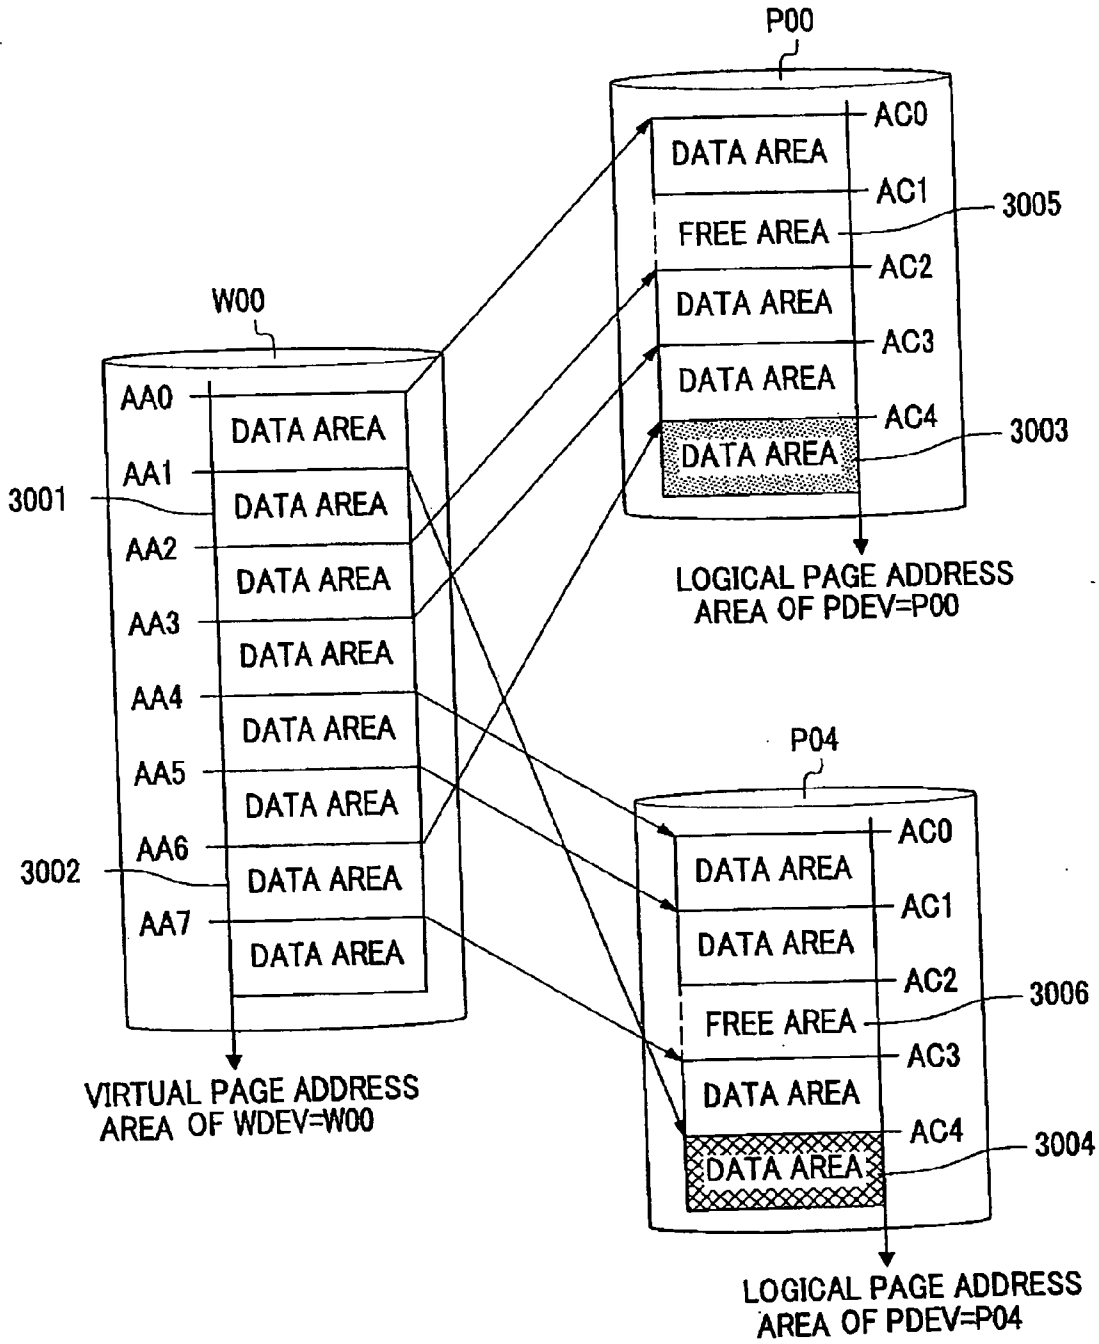 P00
AC0
DATA AREA
AC1
3005
FREE AREA
AC2
DATA AREA
AC3
DATA AREA
AC4
3003
DATA AREA
LOGICAL PAGE ADDRESS
AREA OF PDEV=P00
W00
AA0
DATA AREA
AA1
3001
DATA AREA
AA2
DATA AREA
AA3
DATA AREA
AA4
DATA AREA
AA5
DATA AREA
AA6
3002
DATA AREA
AA7
DATA AREA
VIRTUAL PAGE ADDRESS
AREA OF WDEV=W00
P04
AC0
DATA AREA
AC1
DATA AREA
AC2
3006
FREE AREA
AC3
DATA AREA
AC4
3004
DATA AREA
LOGICAL PAGE ADDRESS
AREA OF PDEV=P04